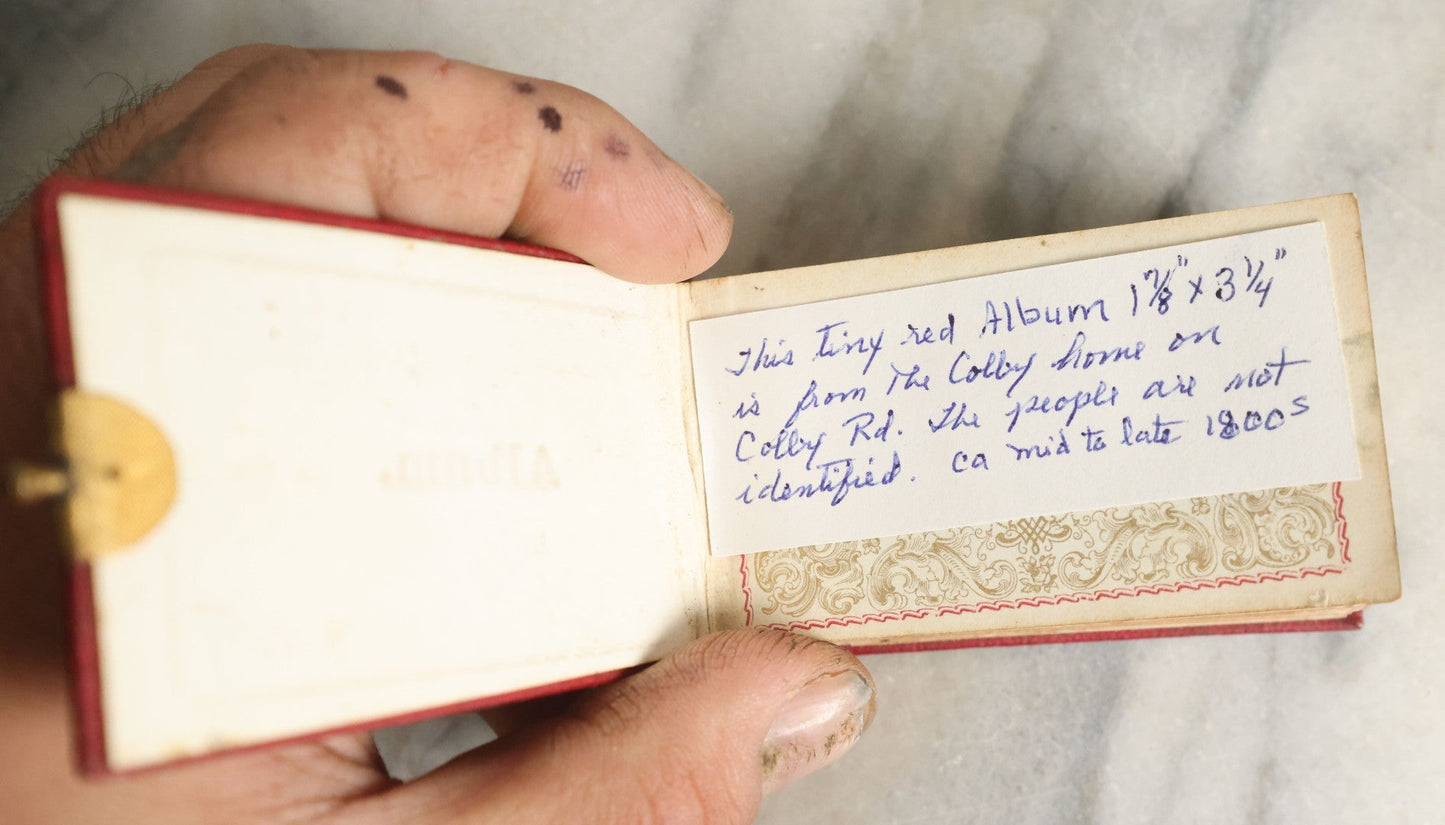 Album.
This tiny red Album 1 7/8" x 3 1/4"
is from The Colby home on
Colby Rd. The people are not
identified. ca mid to late 1800s